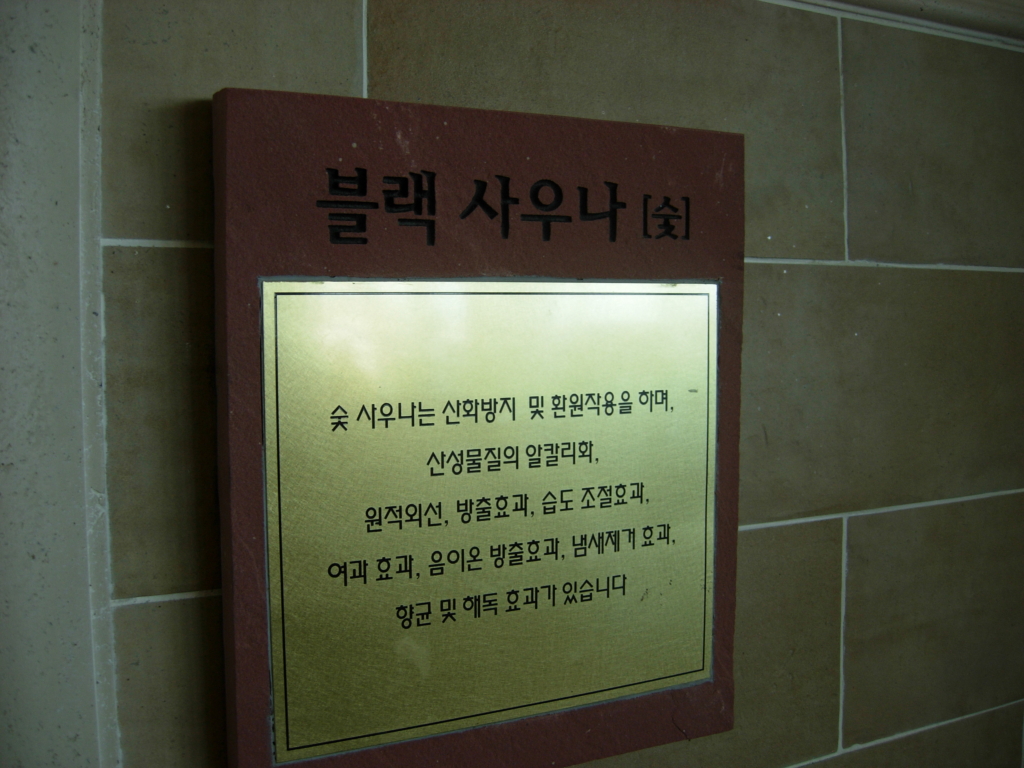 블랙 사우나 [숯]
숯 사우나는 산화방지 및 환원작용을 하며,
산성물질의 알칼리화,
원적외선, 방출효과, 습도 조절효과,
여과 효과, 음이온 방출효과, 냄새제거 효과,
향균 및 해독 효과가 있습니다